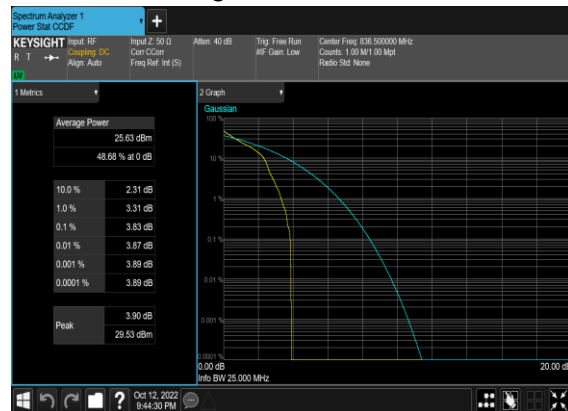 Spectrum Analyzer 1
Power Stat CCDF
+
KEYSIGHT
R T
LXI
Input: RF
Coupling: DC
Align: Auto
Input Z: 50 Ω
Corr CCorr
Freq Ref: Int (S)
Atten: 40 dB
Trig: Free Run
#IF Gain: Low
Center Freq: 836.500000 MHz
Counts: 1.00 M/1.00 Mpt
Radio Std: None
1 Metrics
Average Power
25.63 dBm
48.68 % at 0 dB
10.0 % 2.31 dB
1.0 % 3.31 dB
0.1 % 3.83 dB
0.01 % 3.87 dB
0.001 % 3.89 dB
0.0001 % 3.89 dB
Peak
3.90 dB
29.53 dBm
2 Graph
Gaussian
100 %
10 %
1 %
0.1 %
0.01 %
0.001 %
0.0001 %
0.00 dB 20.00 dB
Info BW 25.000 MHz
?
Oct 12, 2022
9:44:30 PM